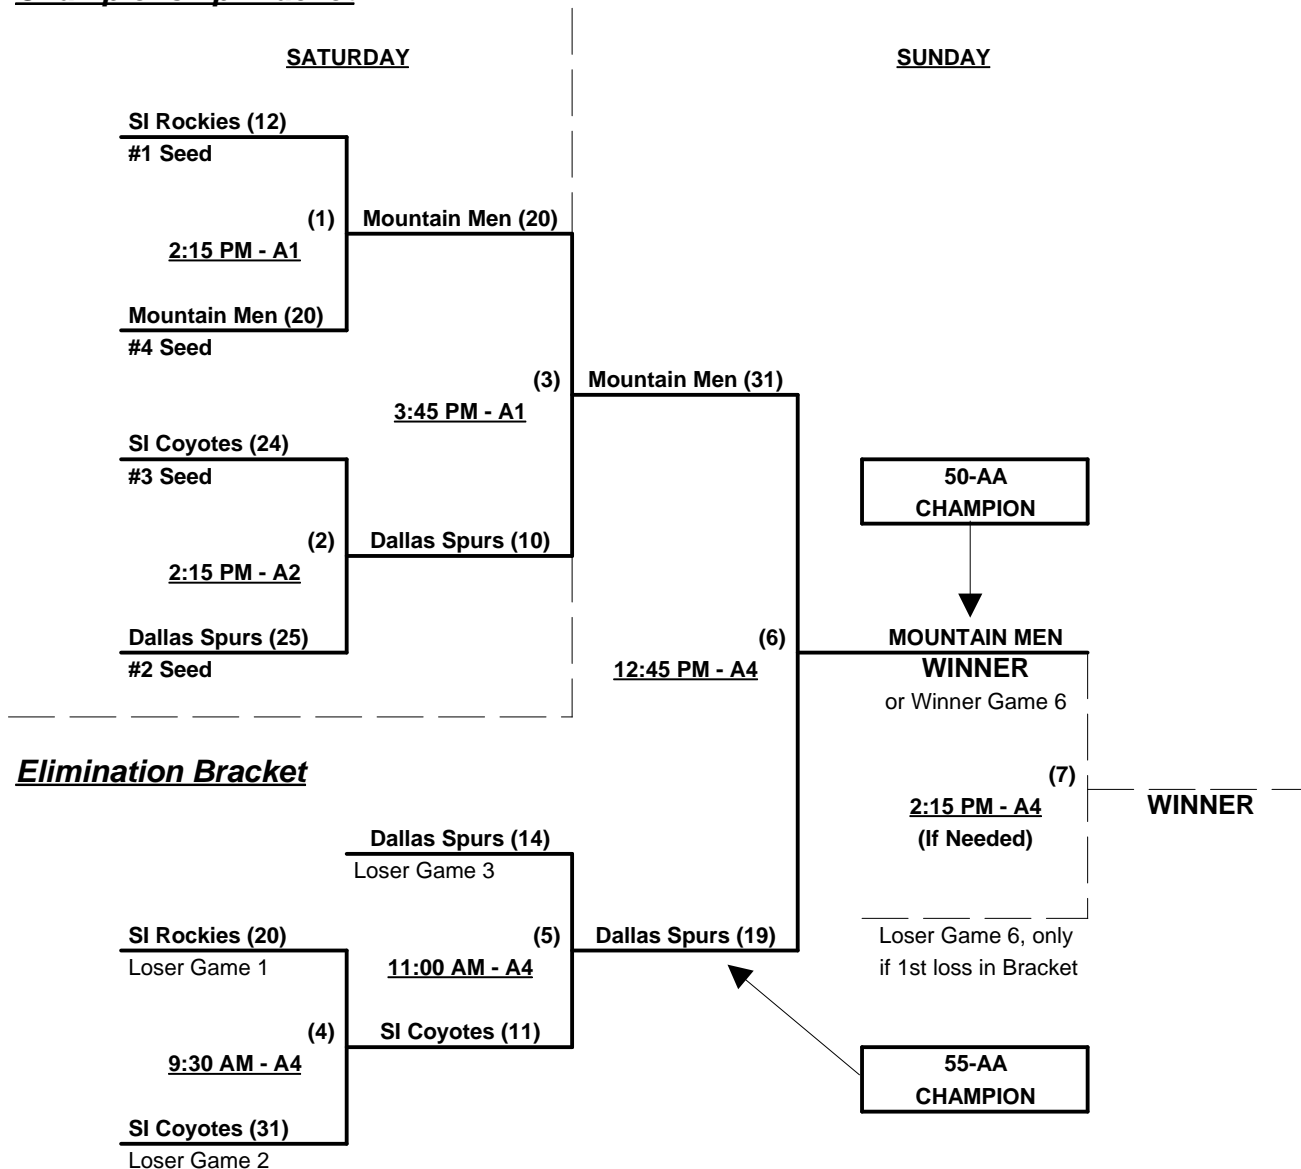 SATURDAY
SUNDAY
SI Rockies (12)
#1 Seed
(1)
Mountain Men (20)
2:15 PM - A1
Mountain Men (20)
#4 Seed
(3)
Mountain Men (31)
3:45 PM - A1
SI Coyotes (24)
#3 Seed
50-AA
CHAMPION
(2)
Dallas Spurs (10)
2:15 PM - A2
Dallas Spurs (25)
#2 Seed
(6)
12:45 PM - A4
MOUNTAIN MEN
WINNER
or Winner Game 6
Elimination Bracket
(7)
2:15 PM - A4
(If Needed)
WINNER
Dallas Spurs (14)
Loser Game 3
SI Rockies (20)
Loser Game 1
(5)
Dallas Spurs (19)
11:00 AM - A4
Loser Game 6, only
if 1st loss in Bracket
(4)
SI Coyotes (11)
9:30 AM - A4
55-AA
CHAMPION
SI Coyotes (31)
Loser Game 2